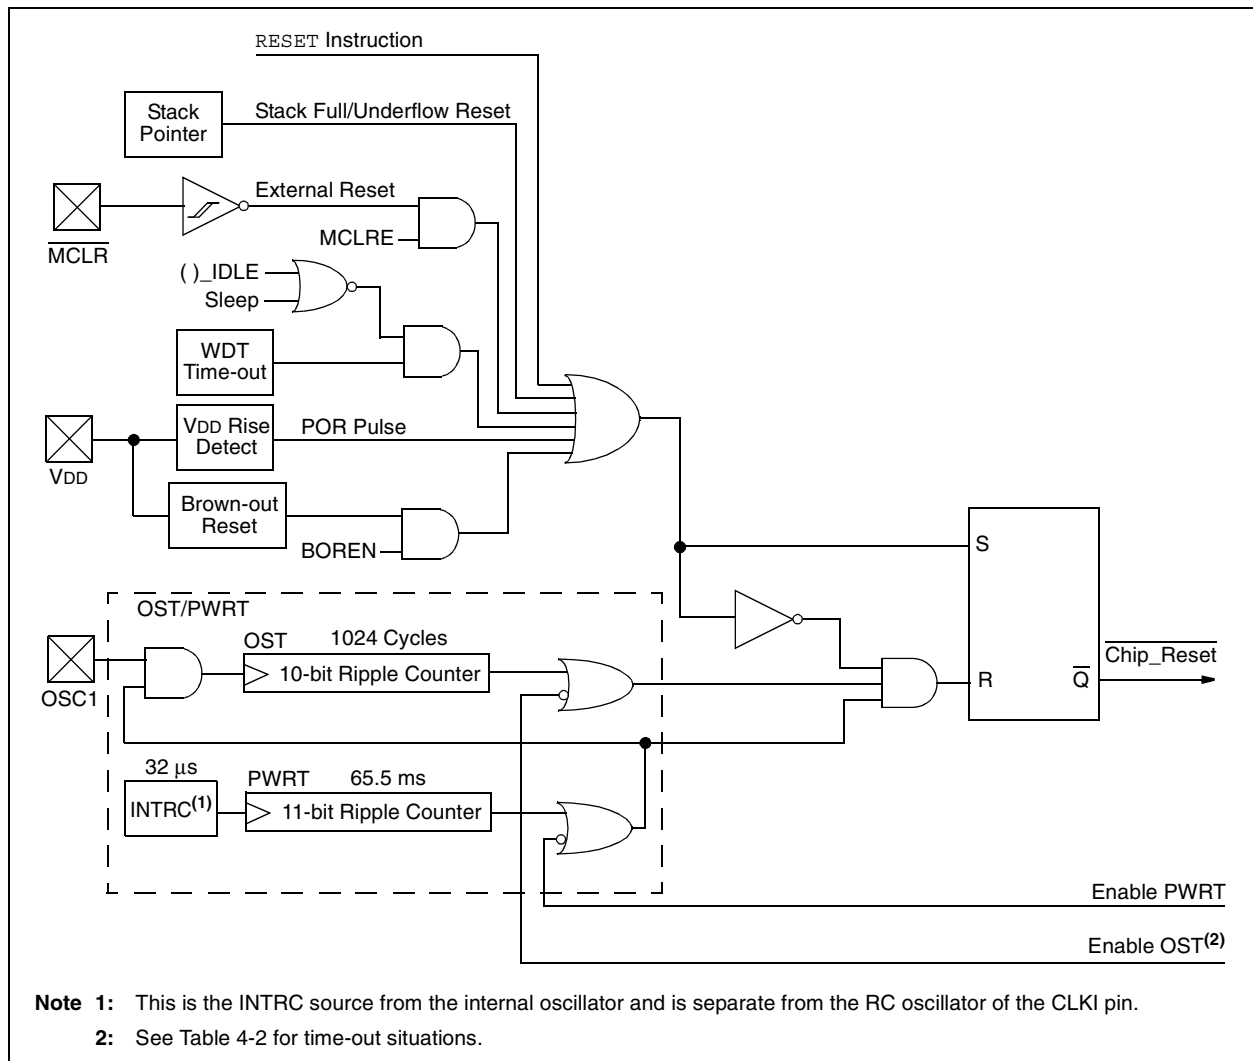 RESET Instruction
Stack
Pointer
Stack Full/Underflow Reset
External Reset
MCLR
MCLRE
( )_IDLE
Sleep
WDT
Time-out
VDD Rise
Detect
POR Pulse
VDD
Brown-out
Reset
BOREN
S
OST/PWRT
OST
1024 Cycles
10-bit Ripple Counter
OSC1
Chip_Reset
R
Q
32 μs
INTRC(1)
PWRT
65.5 ms
11-bit Ripple Counter
Enable PWRT
Enable OST(2)
Note 1: This is the INTRC source from the internal oscillator and is separate from the RC oscillator of the CLKI pin.
2: See Table 4-2 for time-out situations.